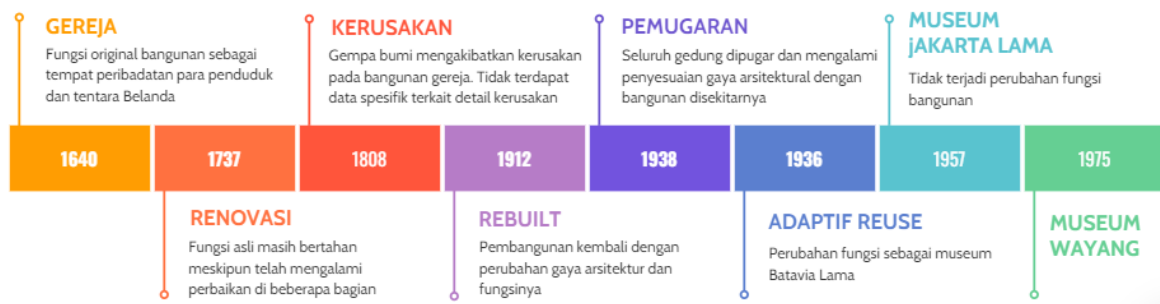 GEREJA
Fungsi original bangunan sebagai
tempat peribadatan para penduduk
dan tentara Belanda
KERUSAKAN
Gempa bumi mengakibatkan kerusakan
pada bangunan gereja. Tidak terdapat
data spesifik terkait detail kerusakan
PEMUGARAN
Seluruh gedung dipugar dan mengalami
penyesuaian gaya arsitektural dengan
bangunan disekitarnya
MUSEUM
jAKARTA LAMA
Tidak terjadi perubahan fungsi
bangunan
1640
1737
1808
1912
1938
1936
1957
1975
RENOVASI
Fungsi asli masih bertahan
meskipun telah mengalami
perbaikan di beberapa bagian
REBUILT
Pembangunan kembali dengan
perubahan gaya arsitektur dan
fungsinya
ADAPTIF REUSE
Perubahan fungsi sebagai museum
Batavia Lama
MUSEUM
WAYANG